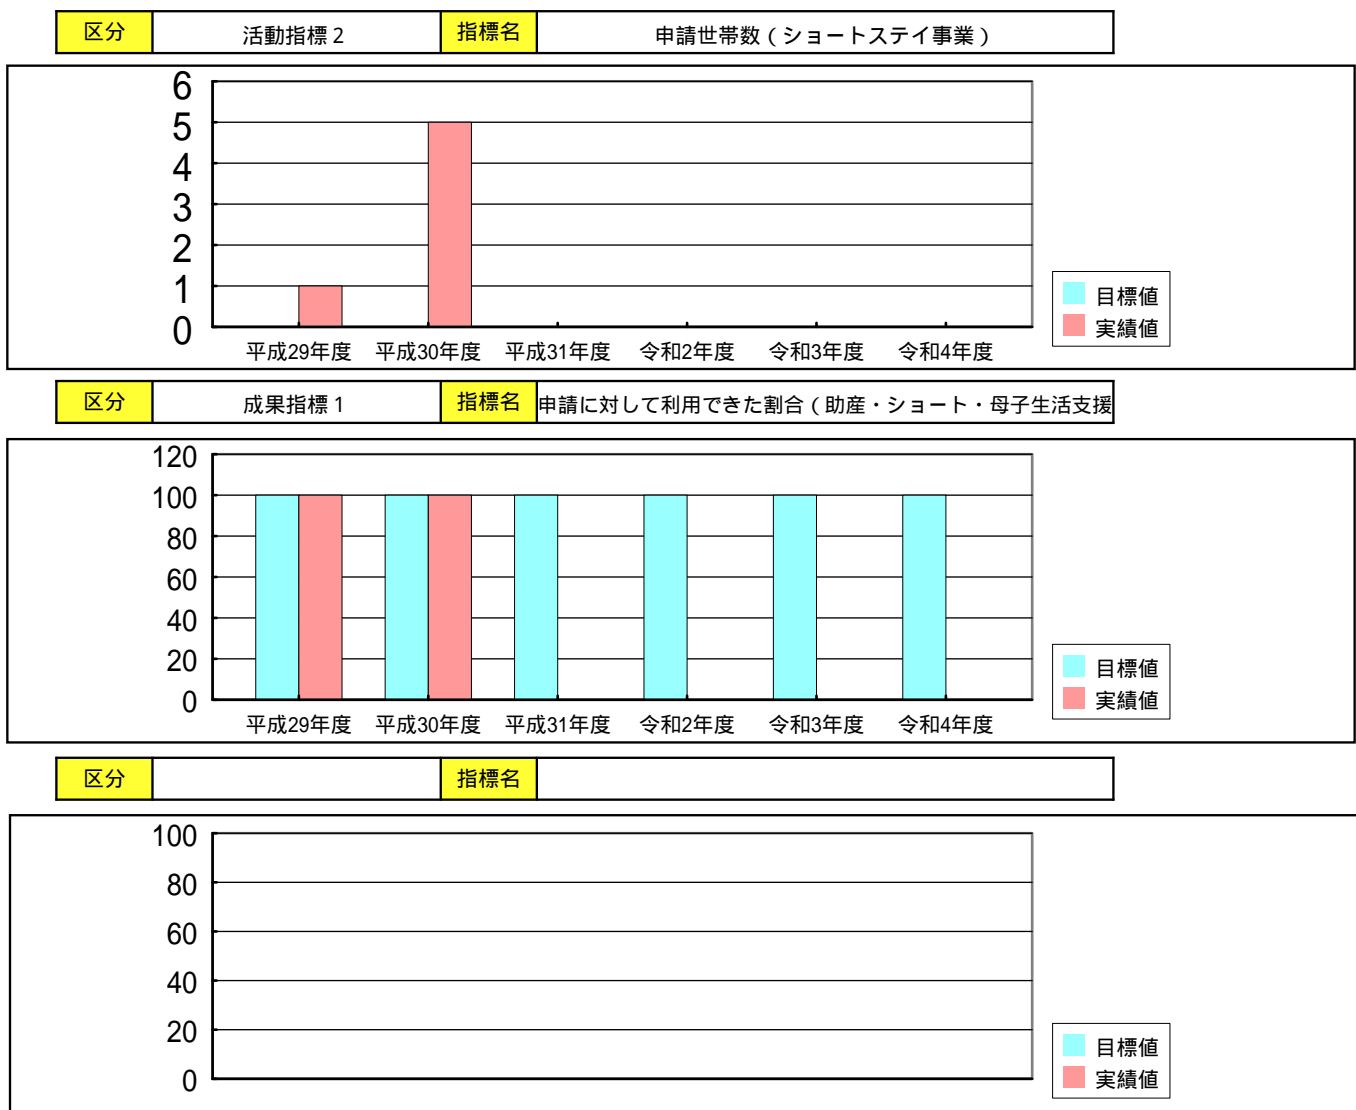 区分 活動指標２ 指標名 申請世帯数（ショートステイ事業）
6
5
4
3
2
1
0
平成29年度 平成30年度 平成31年度 令和2年度 令和3年度 令和4年度
目標値
実績値
区分 成果指標１ 指標名 申請に対して利用できた割合（助産・ショート・母子生活支援
120
100
80
60
40
20
0
平成29年度 平成30年度 平成31年度 令和2年度 令和3年度 令和4年度
目標値
実績値
区分 指標名
100
80
60
40
20
0
目標値
実績値